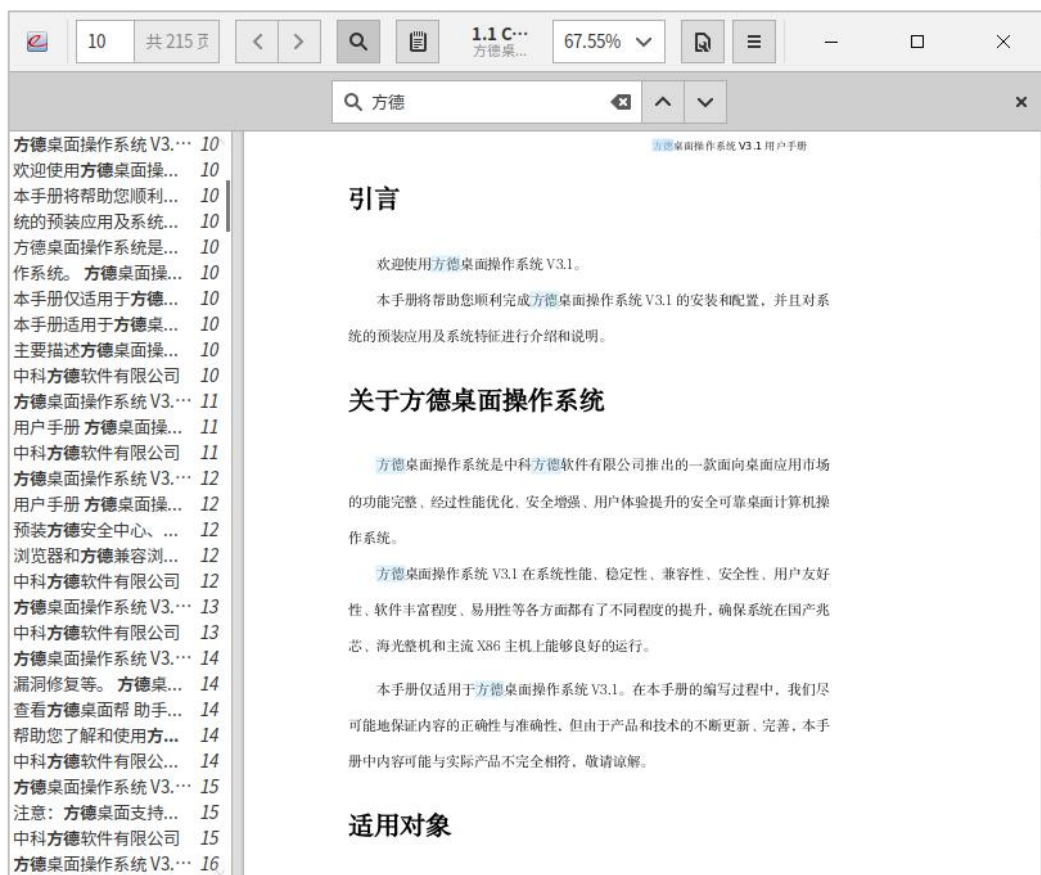 10 共 215 页 1.1 C··· 67.55%
方德桌...
方德
方德桌面操作系统 V3.··· 10
欢迎使用方德桌面操... 10
本手册将帮助您顺利... 10
统的预装应用及系统... 10
方德桌面操作系统是... 10
作系统。 方德桌面操... 10
本手册仅适用于方德... 10
本手册适用于方德桌... 10
主要描述方德桌面操... 10
中科方德软件有限公司 10
方德桌面操作系统 V3.··· 11
用户手册 方德桌面操... 11
中科方德软件有限公司 11
方德桌面操作系统 V3.··· 12
用户手册 方德桌面操... 12
预装方德安全中心、... 12
浏览器和方德兼容浏... 12
中科方德软件有限公司 12
方德桌面操作系统 V3.··· 13
中科方德软件有限公司 13
方德桌面操作系统 V3.··· 14
漏洞修复等。 方德桌... 14
查看方德桌面帮 助手... 14
帮助您了解和使用方... 14
中科方德软件有限公... 14
方德桌面操作系统 V3.··· 15
注意：方德桌面支持... 15
中科方德软件有限公司 15
方德桌面操作系统 V3.··· 16
方德桌面操作系统 V3.1 用户手册
引言
欢迎使用方德桌面操作系统 V3.1。
本手册将帮助您顺利完成方德桌面操作系统 V3.1 的安装和配置，并且对系
统的预装应用及系统特征进行介绍和说明。
关于方德桌面操作系统
方德桌面操作系统是中科方德软件有限公司推出的一款面向桌面应用市场
的功能完整、经过性能优化、安全增强、用户体验提升的安全可靠桌面计算机操
作系统。
方德桌面操作系统 V3.1 在系统性能、稳定性、兼容性、安全性、用户友好
性、软件丰富程度、易用性等各方面都有了不同程度的提升，确保系统在国产兆
芯、海光整机和主流 X86 主机上能够良好的运行。
本手册仅适用于方德桌面操作系统 V3.1。在本手册的编写过程中，我们尽
可能地保证内容的正确性与准确性，但由于产品和技术的不断更新、完善，本手
册中内容可能与实际产品不完全相符，敬请谅解。
适用对象